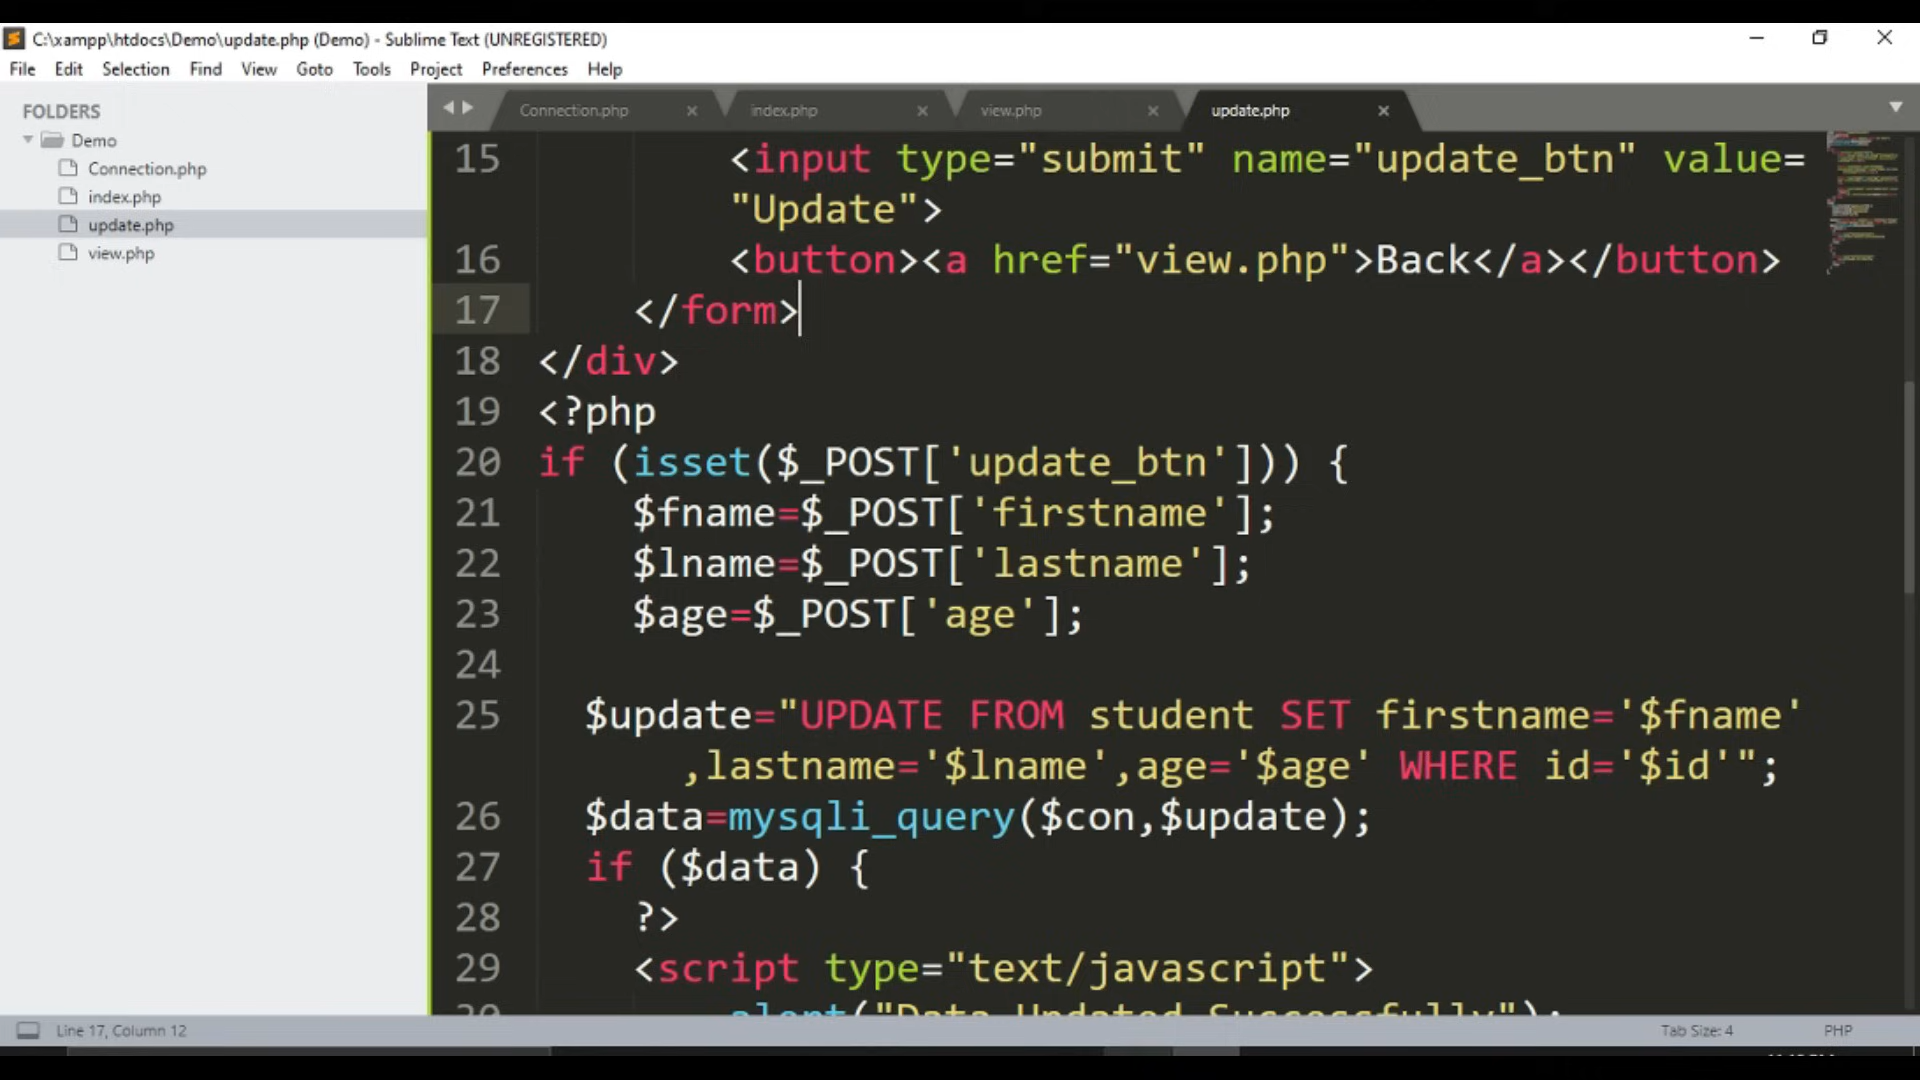 C:\xampp\htdocs\Demo\update.php (Demo) - Sublime Text (UNREGISTERED)
File Edit Selection Find View Goto Tools Project Preferences Help
FOLDERS
Demo
Connection.php
index.php
update.php
view.php
Connection.php × index.php × view.php × update.php ×
15 <input type="submit" name="update_btn" value=
"Update">
16 <button><a href="view.php">Back</a></button>
17 </form>
18 </div>
19 <?php
20 if (isset($_POST['update_btn'])) {
21 $fname=$_POST['firstname'];
22 $lname=$_POST['lastname'];
23 $age=$_POST['age'];
24
25 $update="UPDATE FROM student SET firstname='$fname'
,lastname='$lname',age='$age' WHERE id='$id'";
26 $data=mysqli_query($con,$update);
27 if ($data) {
28 ?>
29 <script type="text/javascript">
30 alert("Data Updated Successfully");
Line 17, Column 12
Tab Size: 4 PHP